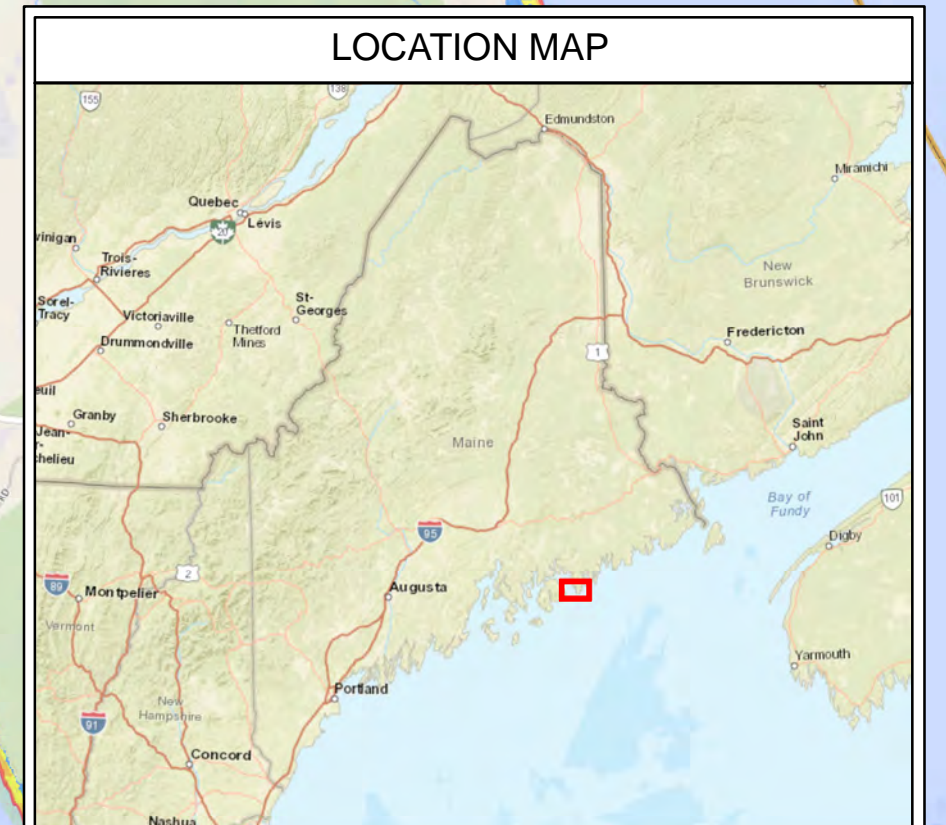 LOCATION MAP
155
138
Edmundston
Miramichi
Quebec
Lévis
20
vinigan
Trois-
Rivieres
New
Brunswick
Sorel-
Tracy
Victoriaville
St-
Georges
Thetford
Mines
Drummondville
Fredericton
1
euil
Granby
Sherbrooke
Jean-
r-
chelieu
Maine
Saint
John
Bay of
Fundy
101
95
Digby
89
Montpelier
2
Augusta
Vermont
Yarmouth
Portland
New
Hampshire
91
Concord
Nashua
RD